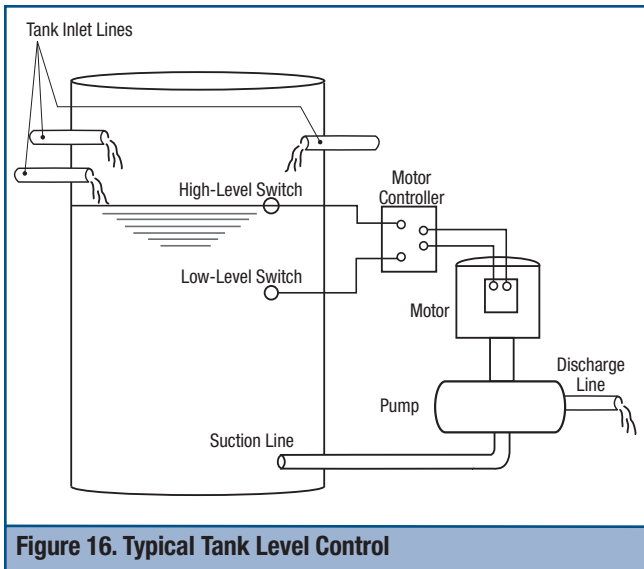 Tank Inlet Lines
High-Level Switch
Motor
Controller
Low-Level Switch
Motor
Discharge
Line
Pump
Suction Line
Figure 16. Typical Tank Level Control